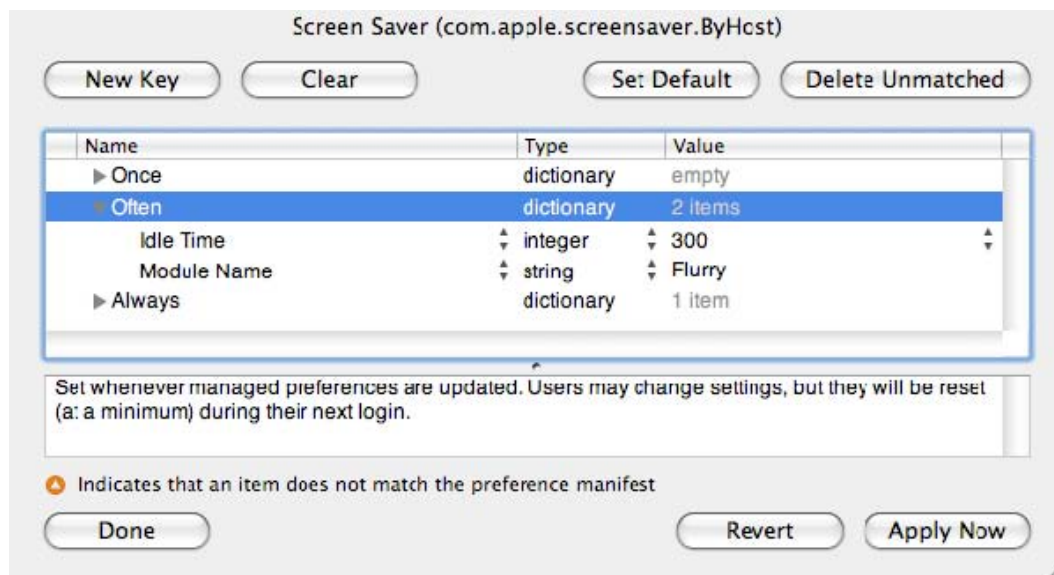 Screen Saver (com.apple.screensaver.ByHost)
New Key Clear Set Default Delete Unmatched
Name Type Value
Once dictionary empty
Often dictionary 2 items
Idle Time integer 300
Module Name string Flurry
Always dictionary 1 item
Set whenever managed preferences are updated. Users may change settings, but they will be reset
(at a minimum) during their next login.
Indicates that an item does not match the preference manifest
Done Revert Apply Now